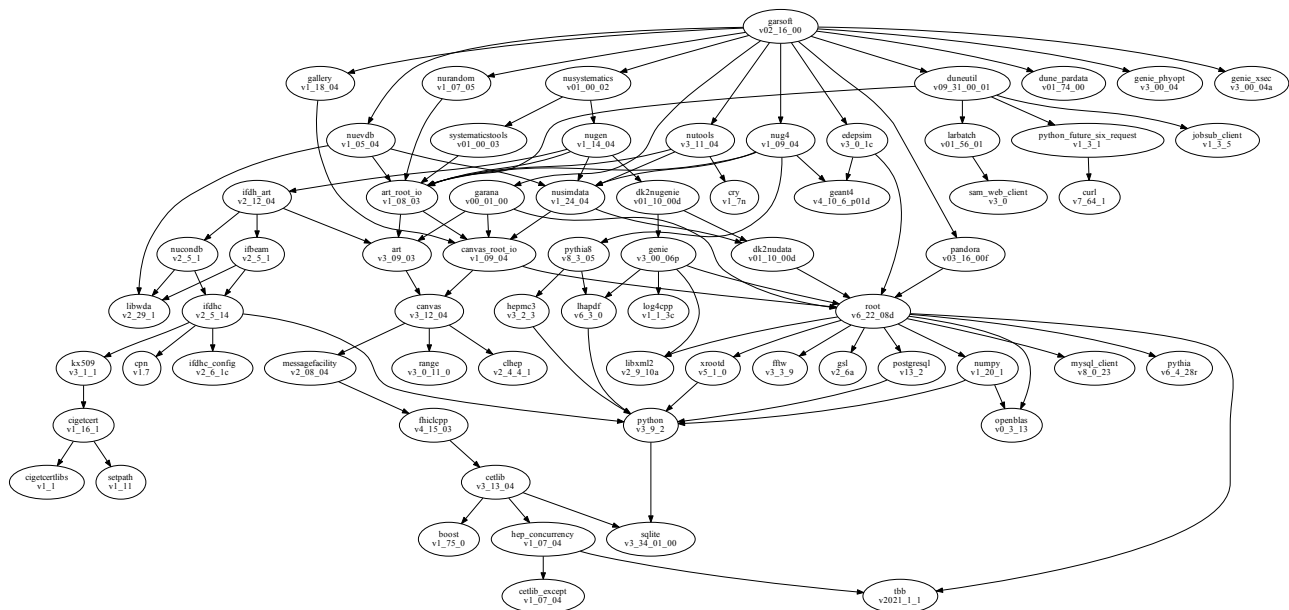 garsoft
v02_16_00
gallery
v1_18_04
nurandom
v1_07_05
nusystematics
v01_00_02
duneutil
v09_31_00_01
dune_pardata
v01_74_00
genie_phyopt
v3_00_04
genie_xsec
v3_00_04a
nuevdb
v1_05_04
systematicstools
v01_00_03
nugen
v1_14_04
nutools
v3_11_04
nug4
v1_09_04
edepsim
v3_0_1c
larbatch
v01_56_01
python_future_six_request
v1_3_1
jobsub_client
v1_3_5
ifdh_art
v2_12_04
art_root_io
v1_08_03
garana
v00_01_00
nusimdata
v1_24_04
dk2nugenie
v01_10_00d
cry
v1_7n
geant4
v4_10_6_p01d
sam_web_client
v3_0
curl
v7_64_1
nucondb
v2_5_1
ifbeam
v2_5_1
art
v3_09_03
canvas_root_io
v1_09_04
pythia8
v8_3_05
genie
v3_00_06p
dk2nudata
v01_10_00d
pandora
v03_16_00f
libwda
v2_29_1
ifdhc
v2_5_14
canvas
v3_12_04
hepmc3
v3_2_3
lhapdf
v6_3_0
log4cpp
v1_1_3c
root
v6_22_08d
kx509
v3_1_1
cpn
v1.7
ifdhc_config
v2_6_1c
messagefacility
v2_08_04
range
v3_0_11_0
clhep
v2_4_4_1
libxml2
v2_9_10a
xrootd
v5_1_0
fftw
v3_3_9
gsl
v2_6a
postgresql
v13_2
numpy
v1_20_1
mysql_client
v8_0_23
pythia
v6_4_28r
cigetcert
v1_16_1
fhiclcpp
v4_15_03
python
v3_9_2
openblas
v0_3_13
cigetcertlibs
v1_1
setpath
v1_11
cetlib
v3_13_04
boost
v1_75_0
hep_concurrency
v1_07_04
sqlite
v3_34_01_00
cetlib_except
v1_07_04
tbb
v2021_1_1